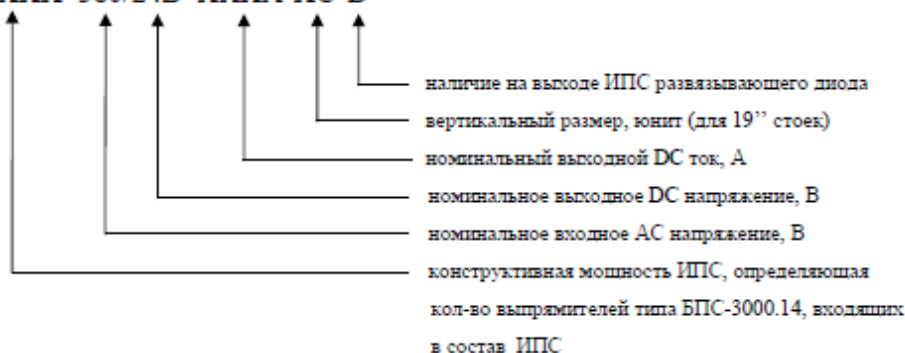 наличие на выходе ИПС развязывающего диода
вертикальный размер, юнит (для 19’’ стоек)
номинальный выходной DC ток, А
номинальное выходное DC напряжение, В
номинальное входное АС напряжение, В
конструктивная мощность ИПС, определяющая
кол-во выпрямителей типа БПС-3000.14, входящих
в состав ИПС